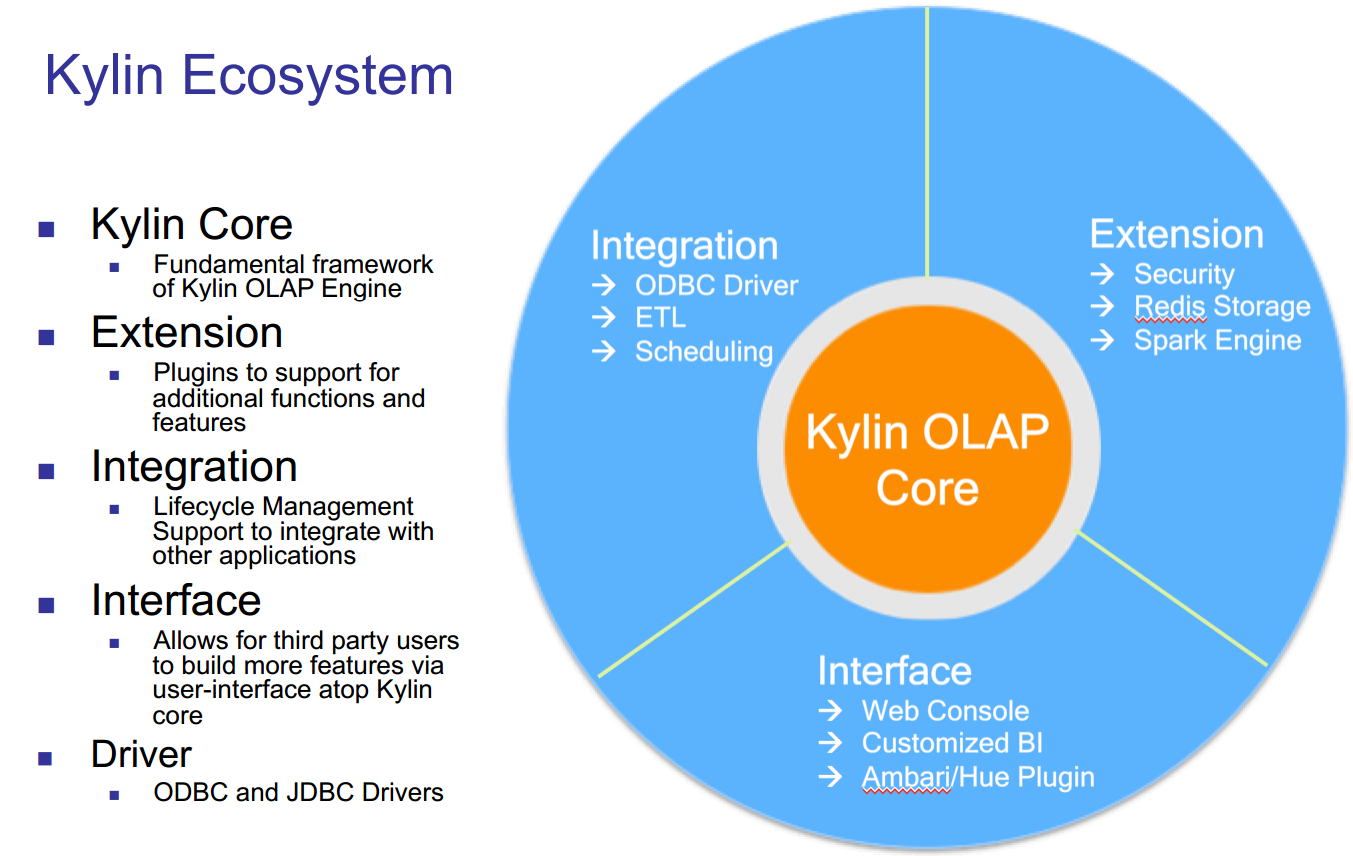 Kylin Ecosystem
Kylin Core
Fundamental framework
of Kylin OLAP Engine
Extension
Plugins to support for
additional functions and
features
Integration
Lifecycle Management
Support to integrate with
other applications
Interface
Allows for third party users
to build more features via
user-interface atop Kylin
core
Driver
ODBC and JDBC Drivers
Integration
→ ODBC Driver
→ ETL
→ Scheduling
Extension
→ Security
→ Redis Storage
→ Spark Engine
Kylin OLAP
Core
Interface
→ Web Console
→ Customized BI
→ Ambari/Hue Plugin